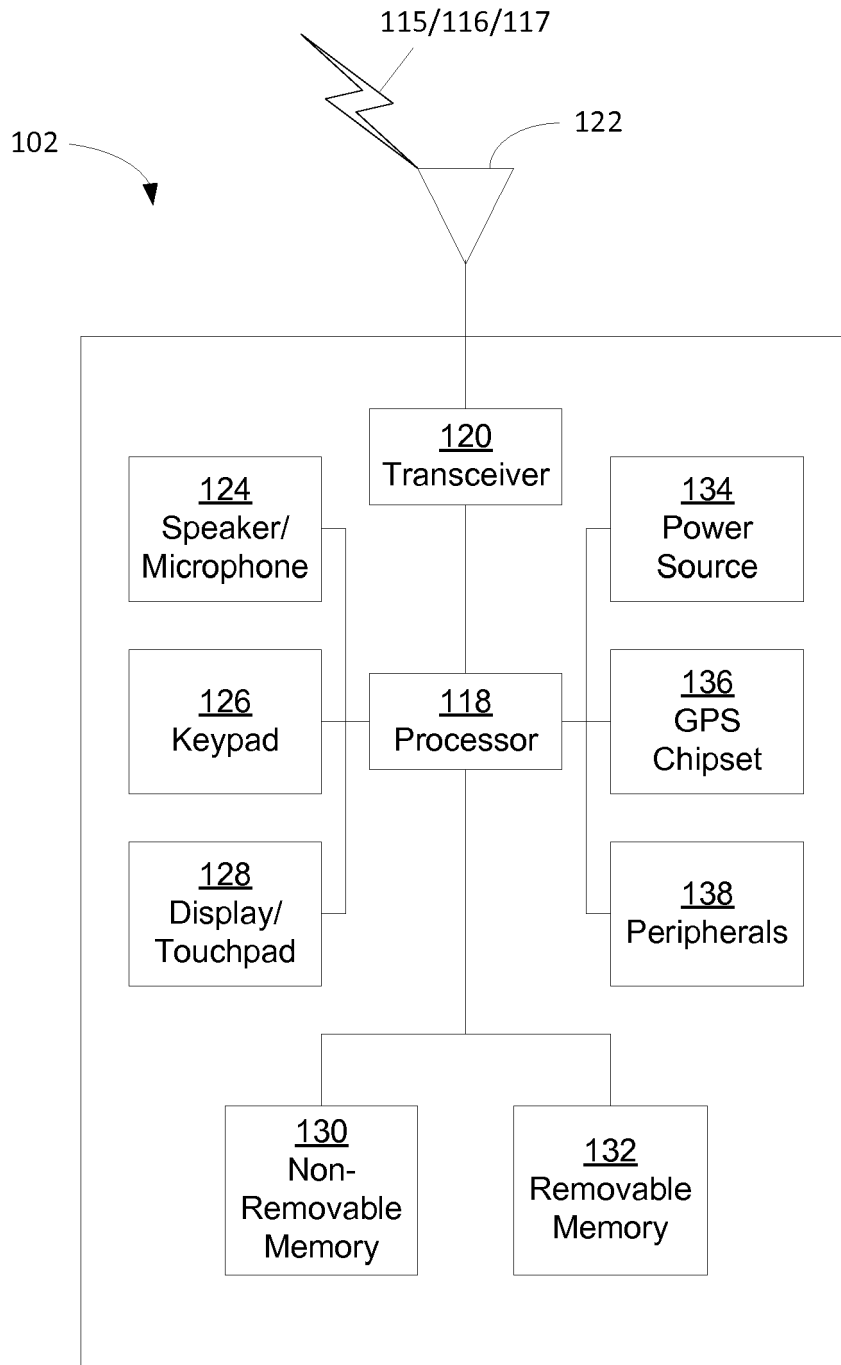 115/116/117
122
102
120
Transceiver
124
Speaker/
Microphone
134
Power
Source
126
Keypad
118
Processor
136
GPS
Chipset
128
Display/
Touchpad
138
Peripherals
130
Non-
Removable
Memory
132
Removable
Memory